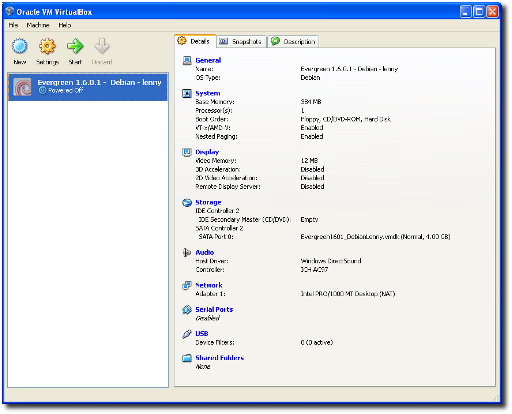 Oracle VM VirtualBox
File Machine Help
New Settings Start Discard
Details Snapshots Description
Evergreen 1.6.0.1 - Debian - lenny
Powered Off
General
Name: Evergreen 1.6.0.1 - Debian - lenny
OS Type: Debian
System
Base Memory: 384 MB
Processor(s): 1
Boot Order: Floppy, CD/DVD-ROM, Hard Disk
VT-x/AMD-V: Enabled
Nested Paging: Enabled
Display
Video Memory: 12 MB
3D Acceleration: Disabled
2D Video Acceleration: Disabled
Remote Display Server: Disabled
Storage
IDE Controller 2
IDE Secondary Master (CD/DVD): Empty
SATA Controller 2
SATA Port 0: Evergreen1601_DebianLenny.vmdk (Normal, 4.00 GB)
Audio
Host Driver: Windows DirectSound
Controller: ICH AC97
Network
Adapter 1: Intel PRO/1000 MT Desktop (NAT)
Serial Ports
Disabled
USB
Device Filters: 0 (0 active)
Shared Folders
None